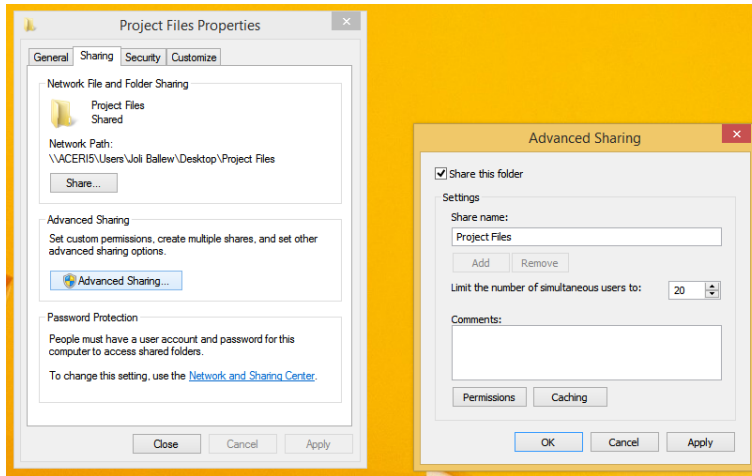 Project Files Properties
General Sharing Security Customize
Network File and Folder Sharing
Project Files
Shared
Network Path:
\\ACERI5\Users\Joli Ballew\Desktop\Project Files
Share...
Advanced Sharing
Set custom permissions, create multiple shares, and set other
advanced sharing options.
Advanced Sharing...
Password Protection
People must have a user account and password for this
computer to access shared folders.
To change this setting, use the Network and Sharing Center.
Close Cancel Apply
Advanced Sharing
Share this folder
Settings
Share name:
Project Files
Add Remove
Limit the number of simultaneous users to: 20
Comments:
Permissions Caching
OK Cancel Apply